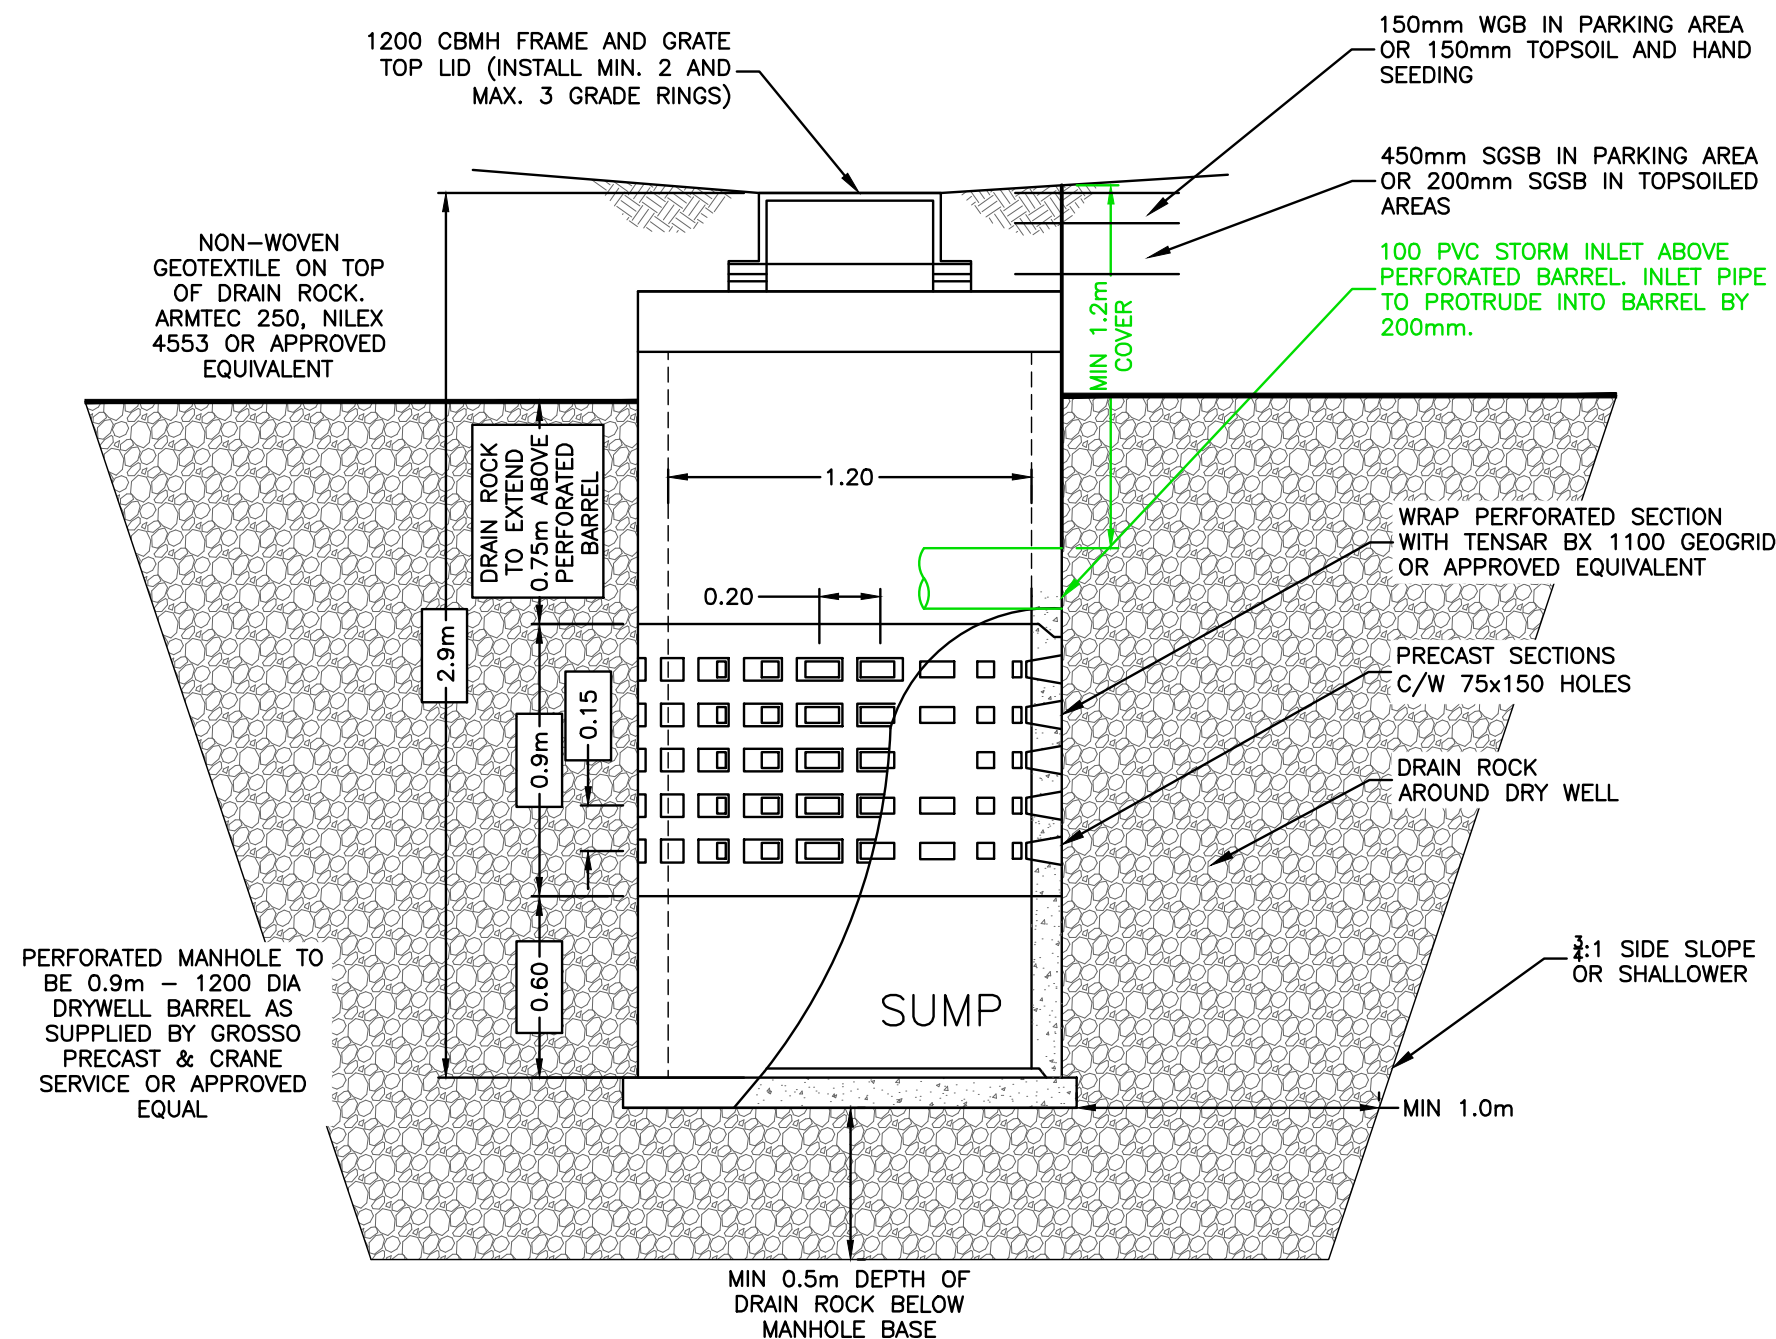 1200 CBMH FRAME AND GRATE
TOP LID (INSTALL MIN. 2 AND
MAX. 3 GRADE RINGS)
150mm WGB IN PARKING AREA
OR 150mm TOPSOIL AND HAND
SEEDING
450mm SGSB IN PARKING AREA
OR 200mm SGSB IN TOPSOILED
AREAS
NON-WOVEN
GEOTEXTILE ON TOP
OF DRAIN ROCK.
ARMTEC 250, NILEX
4553 OR APPROVED
EQUIVALENT
100 PVC STORM INLET ABOVE
PERFORATED BARREL. INLET PIPE
TO PROTRUDE INTO BARREL BY
200mm.
MIN 1.2m
COVER
DRAIN ROCK
TO EXTEND
0.75m ABOVE
PERFORATED
BARREL
1.20
0.20
2.9m
0.9m
0.15
0.60
WRAP PERFORATED SECTION
WITH TENSAR BX 1100 GEOGRID
OR APPROVED EQUIVALENT
PRECAST SECTIONS
C/W 75x150 HOLES
DRAIN ROCK
AROUND DRY WELL
PERFORATED MANHOLE TO
BE 0.9m - 1200 DIA
DRYWELL BARREL AS
SUPPLIED BY GROSSO
PRECAST & CRANE
SERVICE OR APPROVED
EQUAL
SUMP
3/4:1 SIDE SLOPE
OR SHALLOWER
MIN 1.0m
MIN 0.5m DEPTH OF
DRAIN ROCK BELOW
MANHOLE BASE